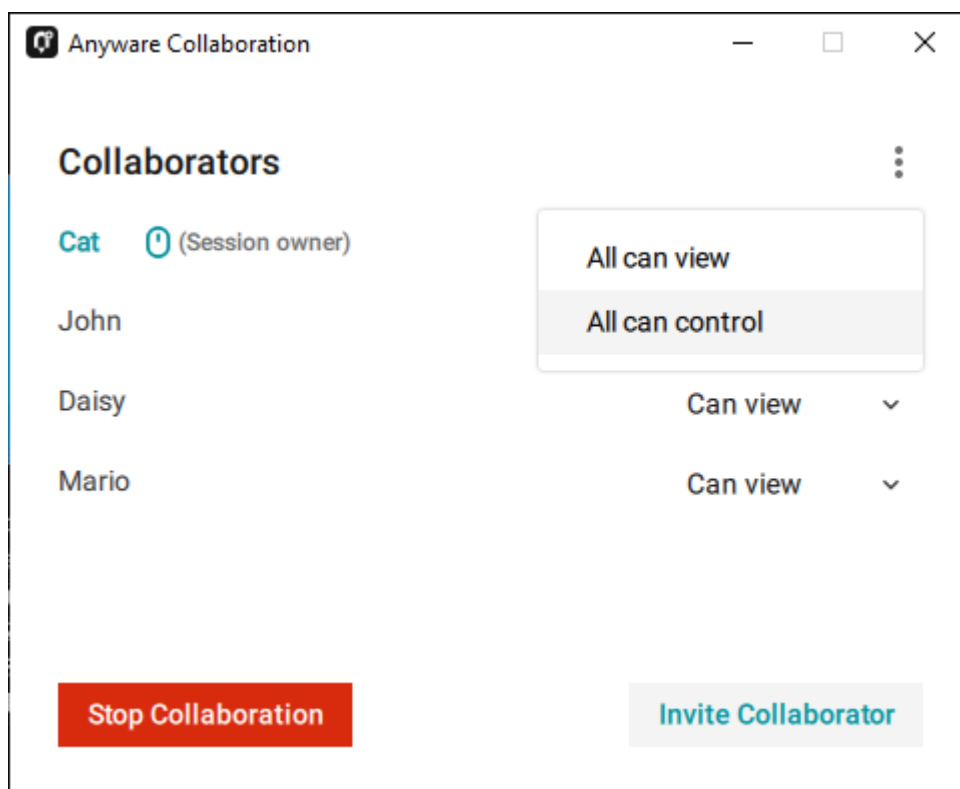 Anyware Collaboration
Collaborators
Cat (Session owner)
All can view
John
All can control
Daisy
Can view
Mario
Can view
Stop Collaboration
Invite Collaborator